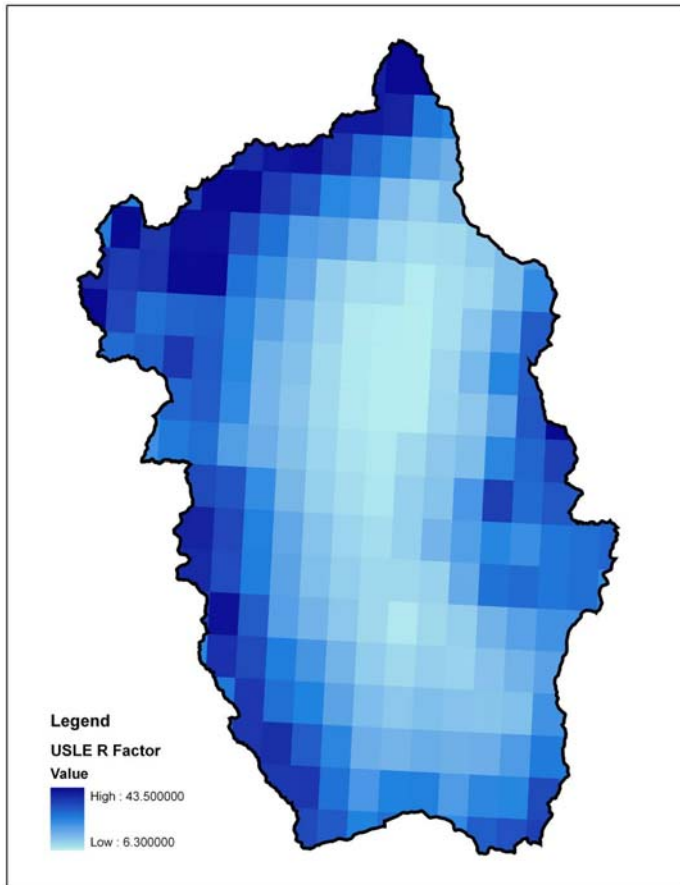 Legend
USLE R Factor
Value
High : 43.500000
Low : 6.300000